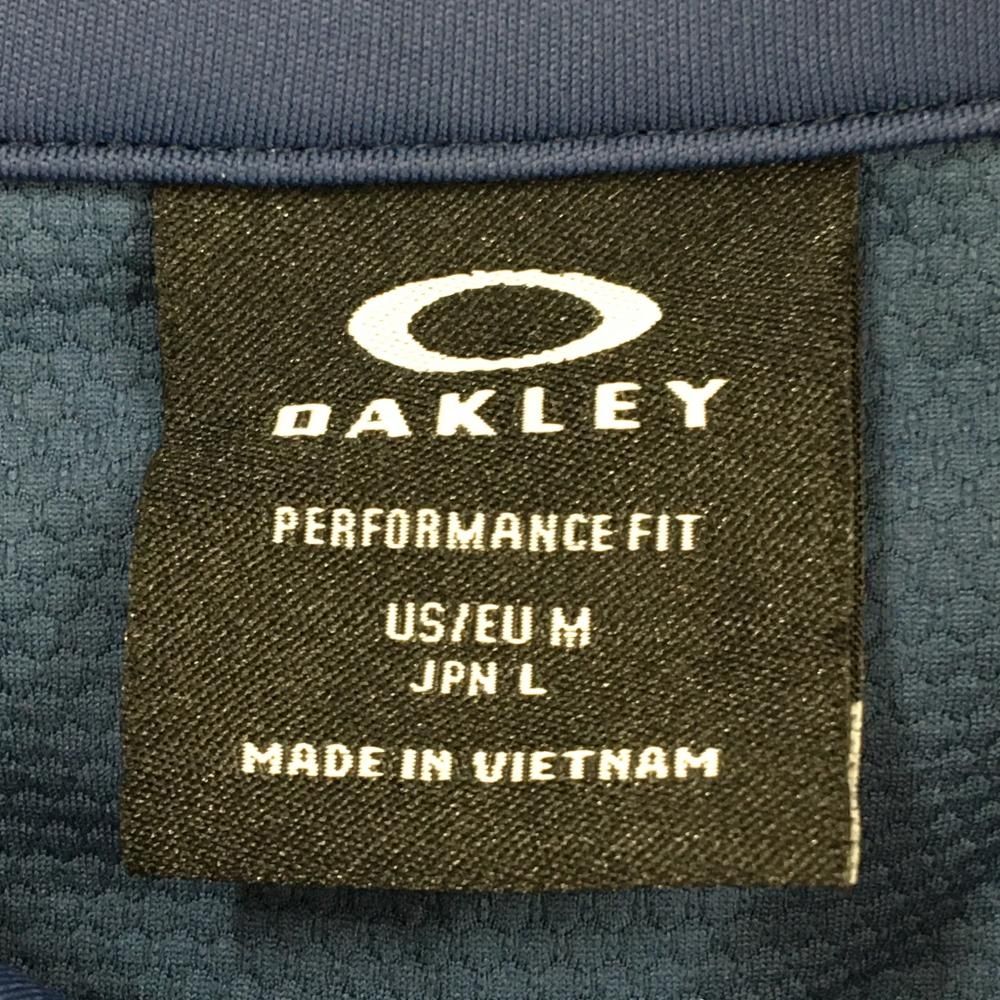 OAKLEY
PERFORMANCE FIT
US/EU M
JPN L
MADE IN VIETNAM